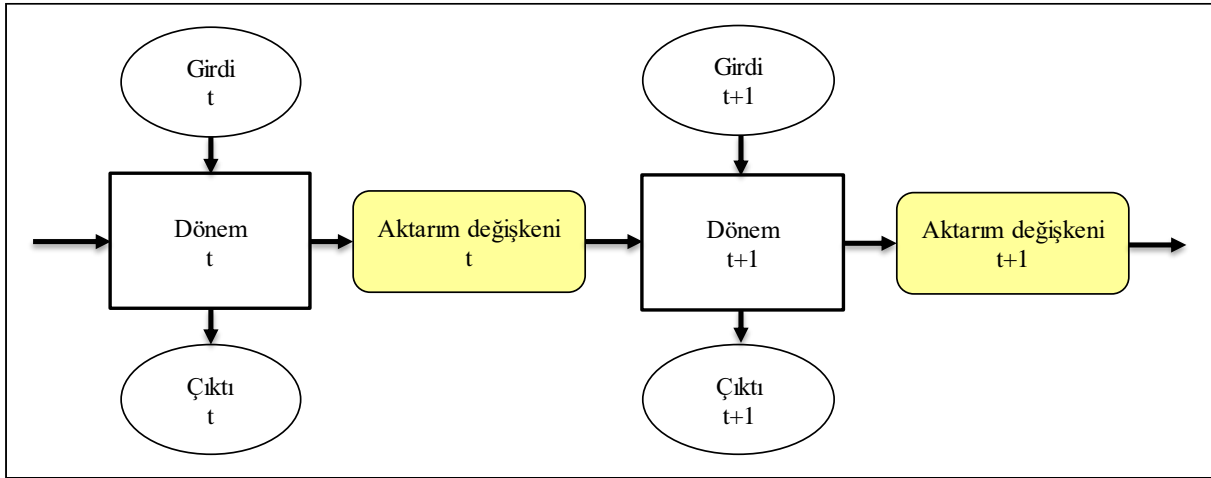 Girdi
t
Girdi
t+1
Dönem
t
Aktarım değişkeni
t
Dönem
t+1
Aktarım değişkeni
t+1
Çıktı
t
Çıktı
t+1